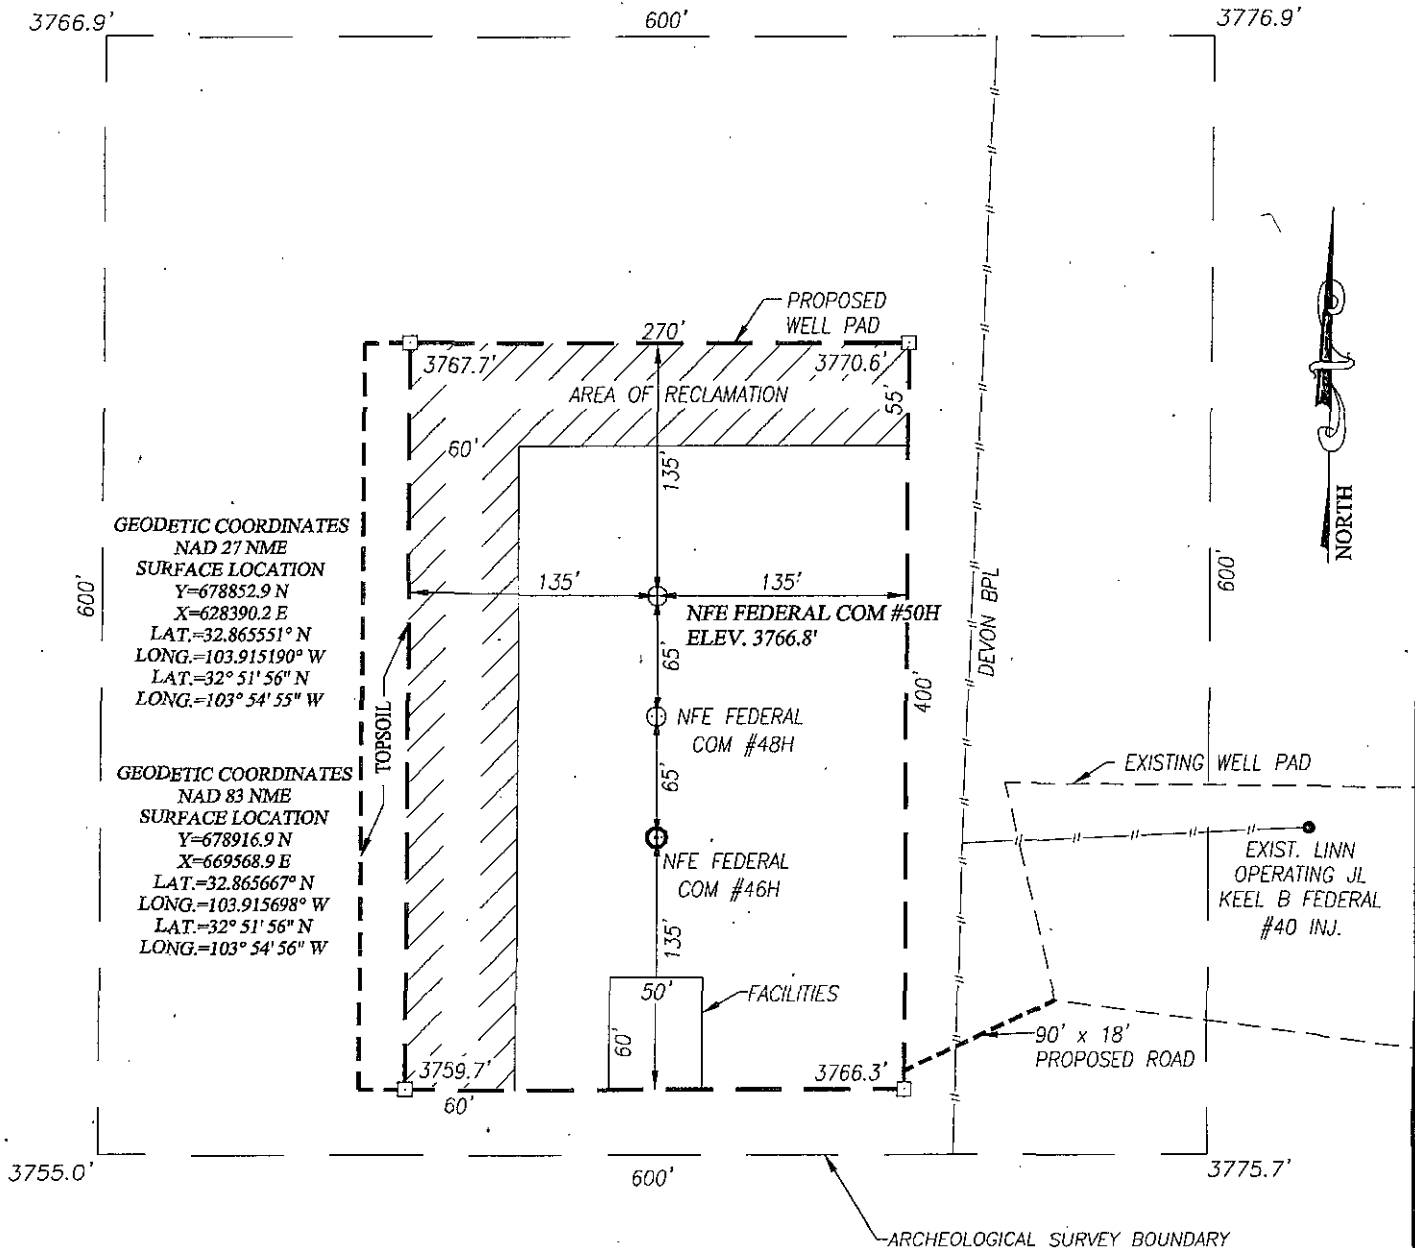 3766.9'
600'
3776.9'
PROPOSED
WELL PAD
270'
3767.7'
3770.6'
AREA OF RECLAMATION
55'
60'
135'
NORTH
GEODETIC COORDINATES
NAD 27 NME
SURFACE LOCATION
Y=678852.9 N
X=628390.2 E
LAT.=32.865551° N
LONG.=103.915190° W
LAT.=32° 51' 56" N
LONG.=103° 54' 55" W
600'
135'
135'
600'
NFE FEDERAL COM #50H
ELEV. 3766.8'
DEVON BPL
65'
400'
NFE FEDERAL
COM #48H
TOPSOIL
65'
EXISTING WELL PAD
GEODETIC COORDINATES
NAD 83 NME
SURFACE LOCATION
Y=678916.9 N
X=669568.9 E
LAT.=32.865667° N
LONG.=103.915698° W
LAT.=32° 51' 56" N
LONG.=103° 54' 56" W
NFE FEDERAL
COM #46H
EXIST. LINN
OPERATING JL
KEEL B FEDERAL
#40 INJ.
135'
50'
FACILITIES
60'
90' x 18'
PROPOSED ROAD
3759.7'
3766.3'
60'
3755.0'
600'
3775.7'
ARCHEOLOGICAL SURVEY BOUNDARY